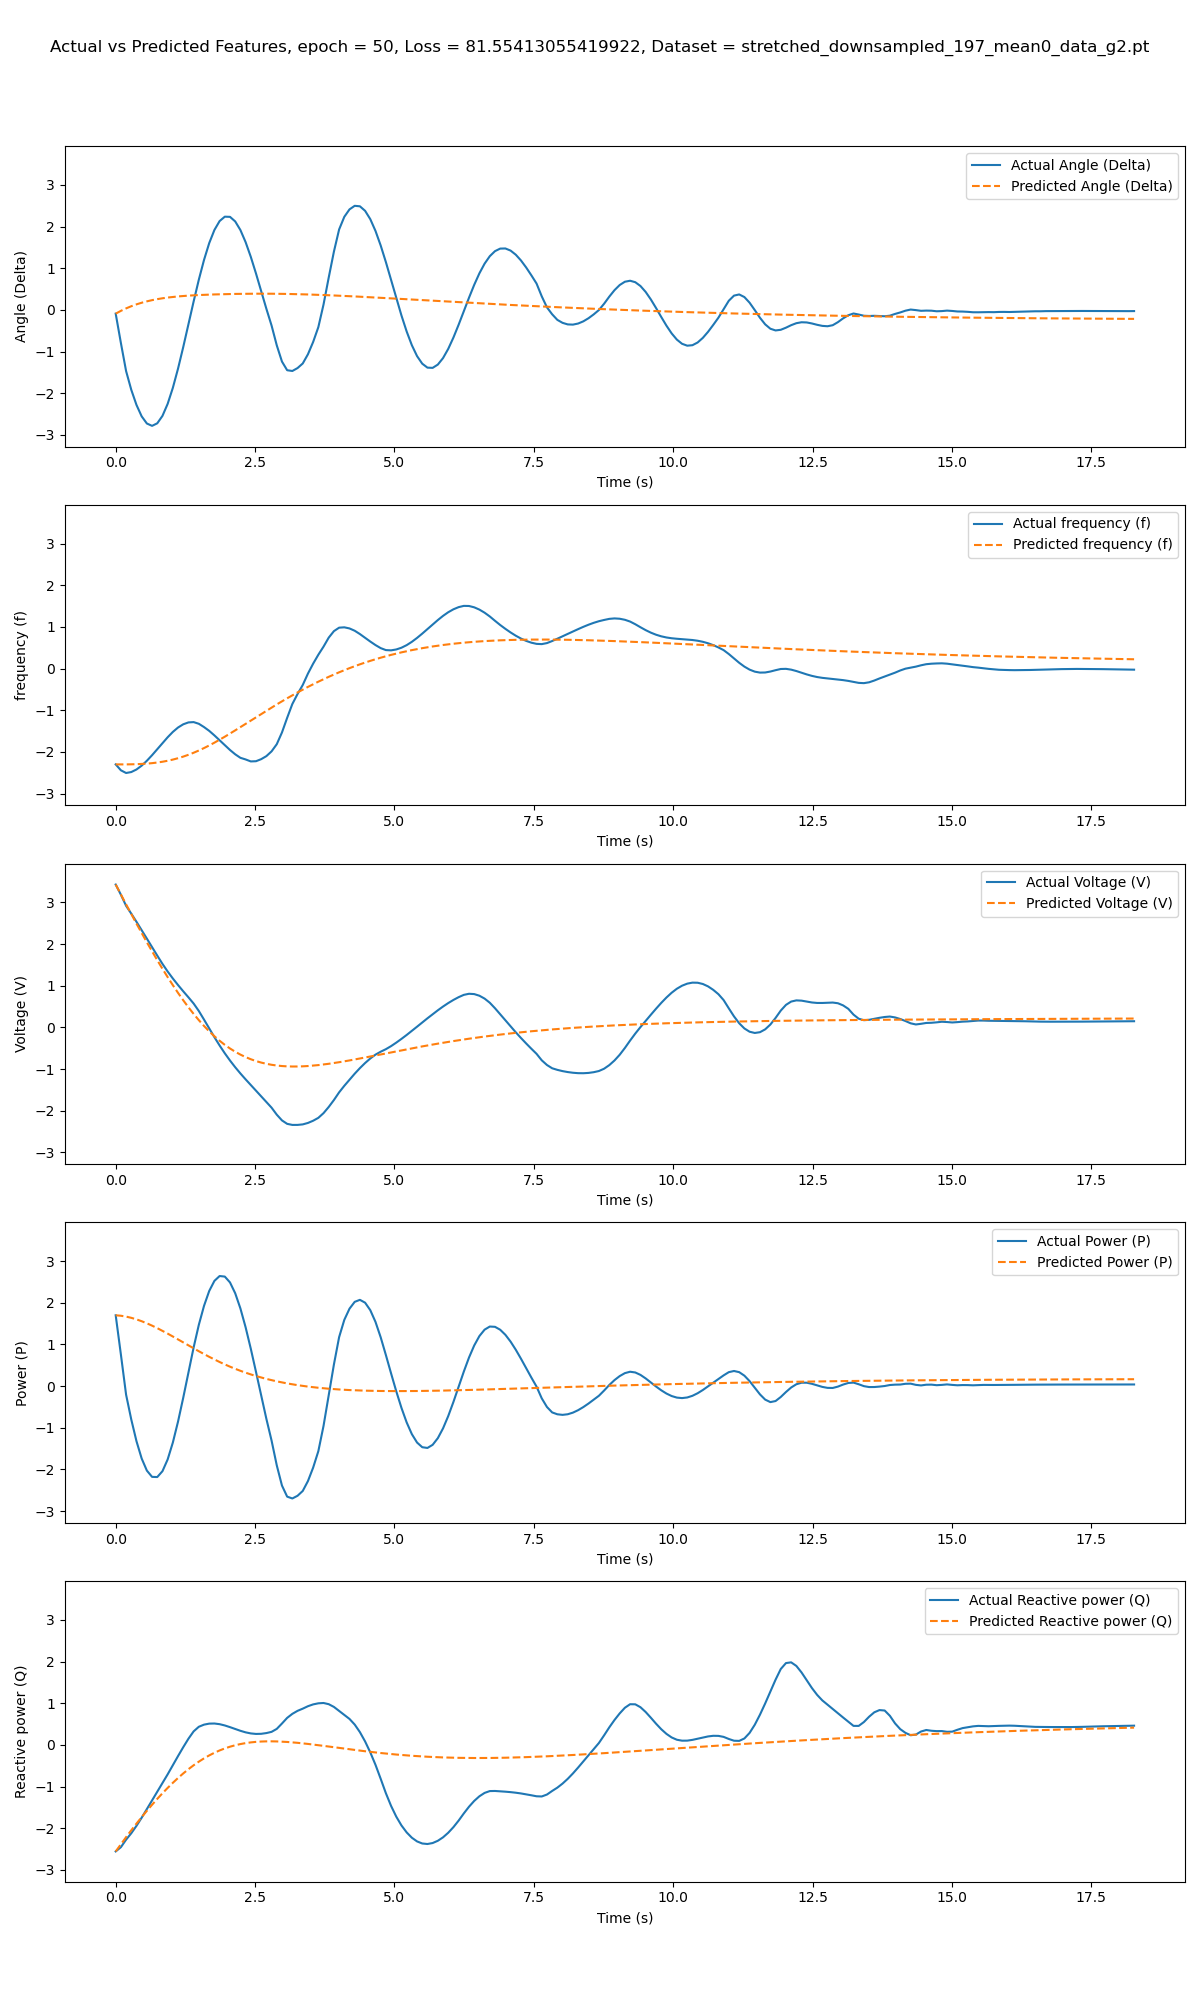 Actual vs Predicted Features, epoch = 50, Loss = 81.55413055419922, Dataset = stretched_downsampled_197_mean0_data_g2.pt
Actual Angle (Delta)
Predicted Angle (Delta)
Angle (Delta)
3
2
1
0
−1
−2
−3
0.0 2.5 5.0 7.5 10.0 12.5 15.0 17.5
Time (s)
Actual frequency (f)
Predicted frequency (f)
frequency (f)
3
2
1
0
−1
−2
−3
0.0 2.5 5.0 7.5 10.0 12.5 15.0 17.5
Time (s)
Actual Voltage (V)
Predicted Voltage (V)
Voltage (V)
3
2
1
0
−1
−2
−3
0.0 2.5 5.0 7.5 10.0 12.5 15.0 17.5
Time (s)
Actual Power (P)
Predicted Power (P)
Power (P)
3
2
1
0
−1
−2
−3
0.0 2.5 5.0 7.5 10.0 12.5 15.0 17.5
Time (s)
Actual Reactive power (Q)
Predicted Reactive power (Q)
Reactive power (Q)
3
2
1
0
−1
−2
−3
0.0 2.5 5.0 7.5 10.0 12.5 15.0 17.5
Time (s)